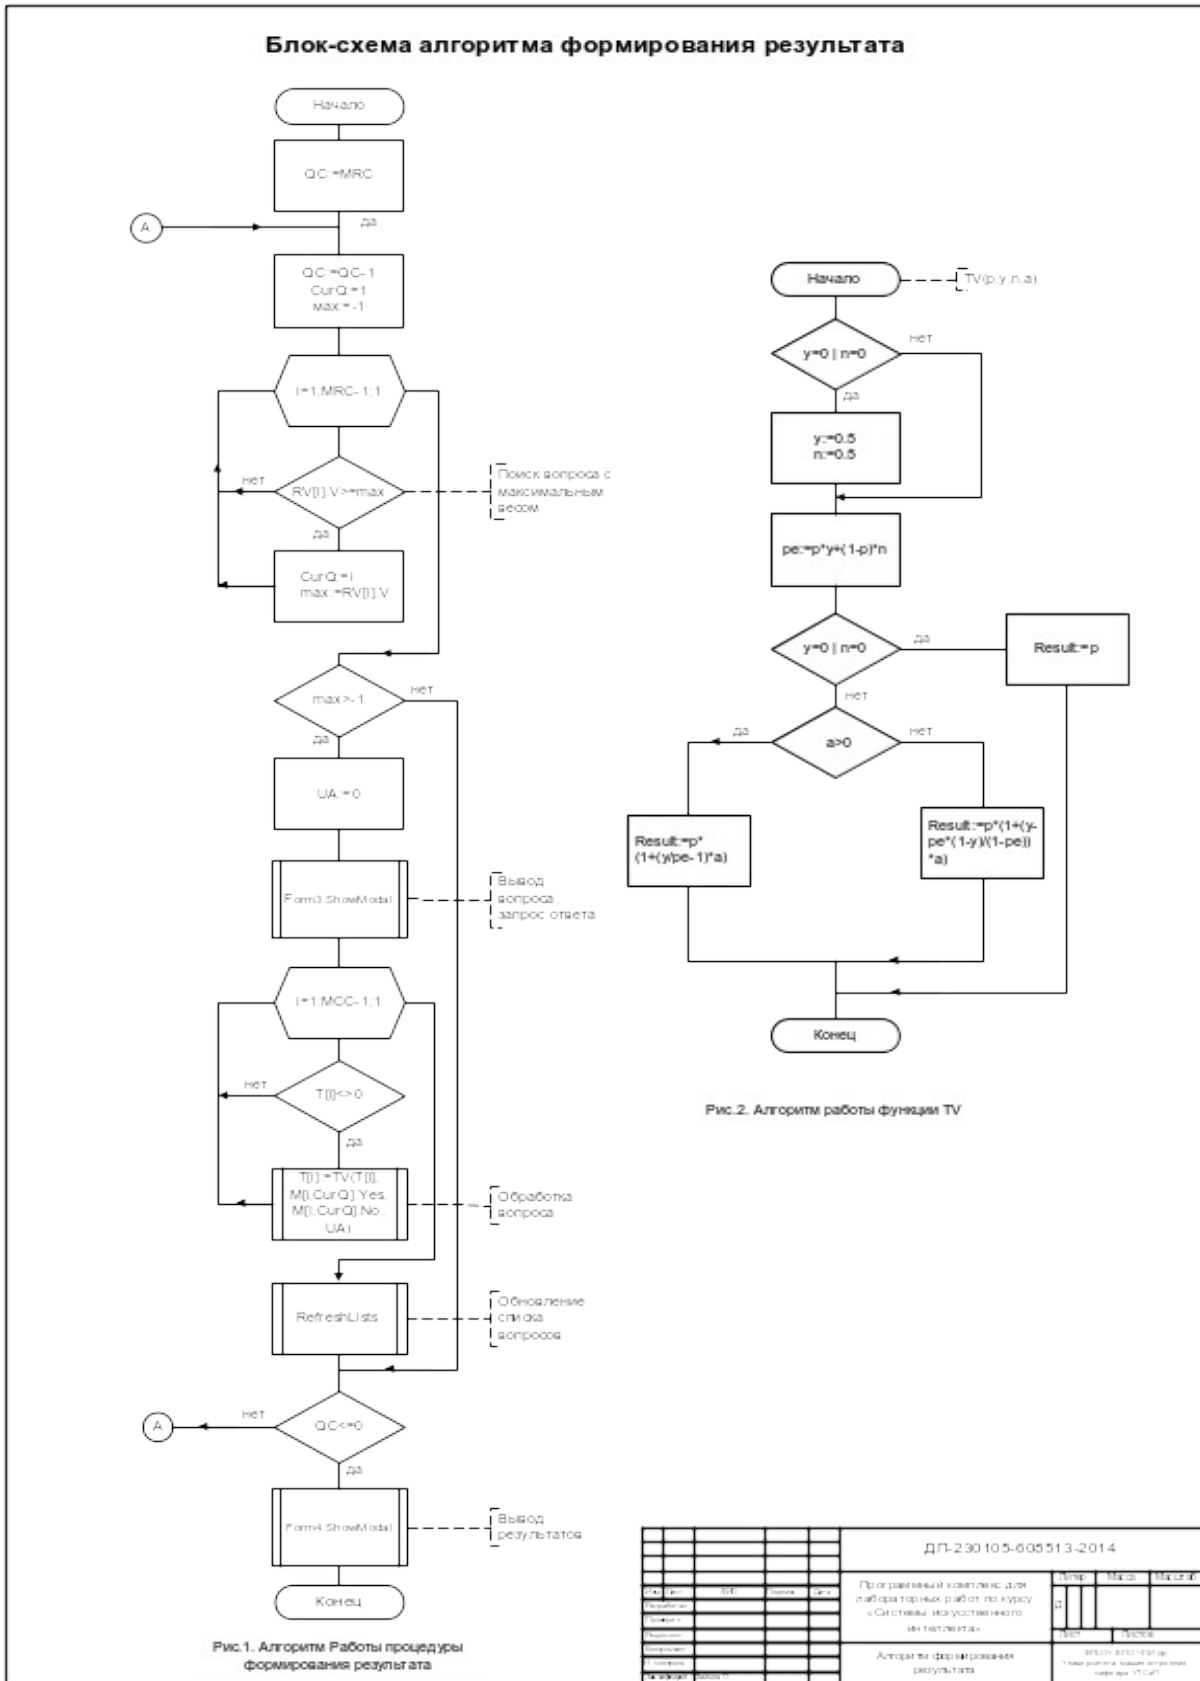 Блок-схема алгоритма формирования результата
Начало
QC:=MRC
да
A
QC:=QC-1
CurQ:=1
max:=-1
i=1;MRC-1;1
нет
RV[i].V>=max
Поиск вопроса с
максимальным
весом
да
CurQ:=i
max:=RV[i].V
max>-1
нет
да
UA:=0
Form3.ShowModal
Вывод
вопроса,
запрос ответа
i=1;MCC-1;1
нет
T[i]<>0
да
T[i]:=TV(T[i],
M[i,CurQ].Yes,
M[i,CurQ].No,
UA)
Обработка
вопроса
RefreshLists
Обновление
списка
вопросов
A
нет
QC<=0
да
Form4.ShowModal
Вывод
результатов
Конец
Рис.1. Алгоритм Работы процедуры
формирования результата
Начало
TV(p,y,n,a)
y=0 | n=0
нет
да
y:=0.5
n:=0.5
pe:=p*y+(1-p)*n
y=0 | n=0
да
Result:=p
нет
да
a>0
нет
Result:=p*
(1+(y/pe-1)*a)
Result:=p*(1+(y-
pe*(1-y)/(1-pe))
*a)
Конец
Рис.2. Алгоритм работы функции TV
ДП-230105-605513-2014
Программный комплекс для
лабораторных работ по курсу
«Системы искусственного
интеллекта»
Литер Масса Масштаб
Д
Лист Листов
Алгоритм формирования
результата